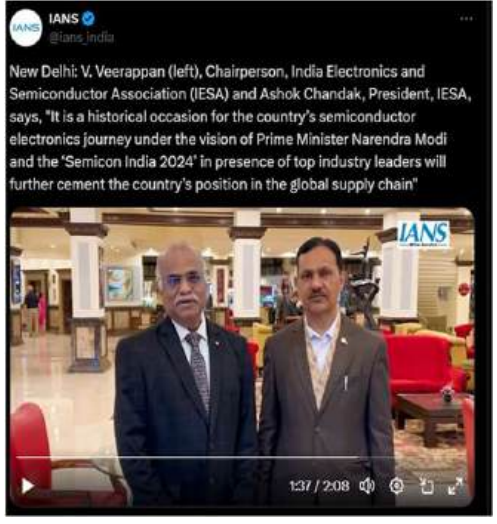 IANS
IANS
@ians_india
New Delhi: V. Veerappan (left), Chairperson, India Electronics and
Semiconductor Association (IESA) and Ashok Chandak, President, IESA,
says, "It is a historical occasion for the country's semiconductor
electronics journey under the vision of Prime Minister Narendra Modi
and the 'Semicon India 2024' in presence of top industry leaders will
further cement the country's position in the global supply chain"
IANS
1:37 / 2:08